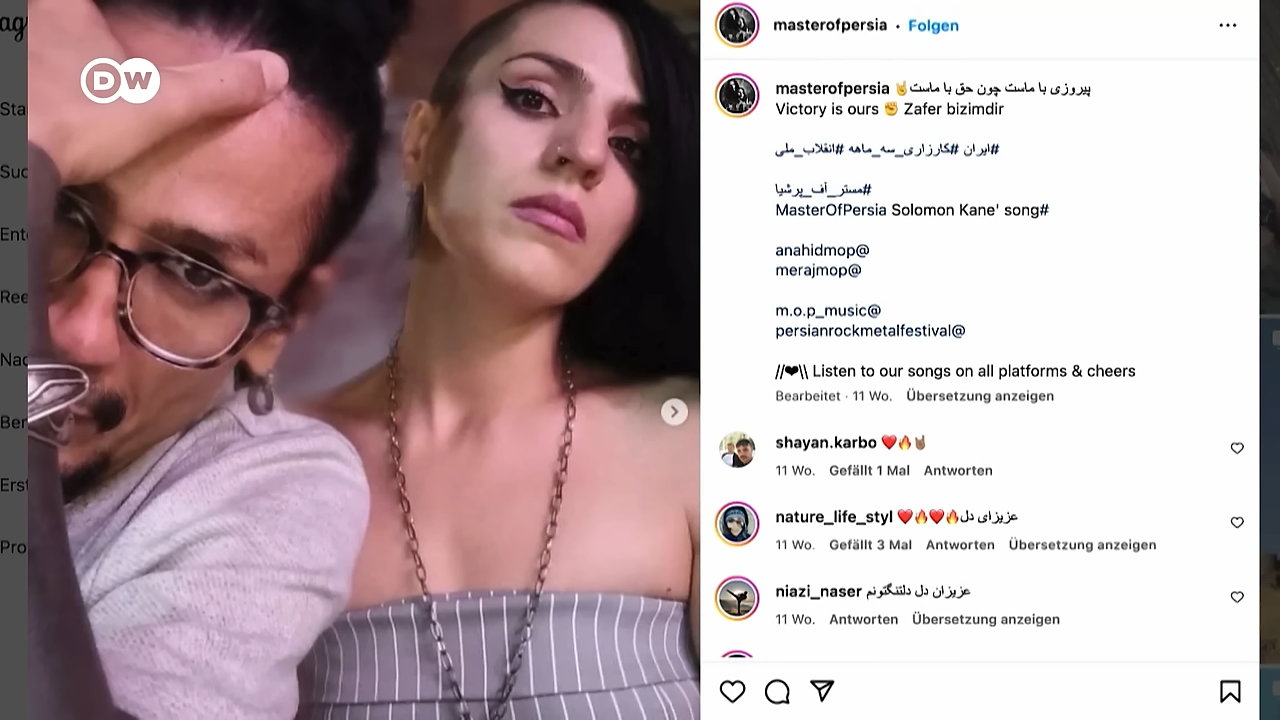 DW
masterofpersia • Folgen
masterofpersia 🤘پیروزی با ماست چون حق با ماست
Victory is ours ✊ Zafer bizimdir
#ایران #کارزاری_سه_ماهه #انقلاب_ملی
#مستر_أف_پرشیا
MasterOfPersia Solomon Kane' song#
anahidmop@
merajmop@
m.o.p_music@
persianrockmetalfestival@
//❤\\ Listen to our songs on all platforms & cheers
Bearbeitet · 11 Wo. Übersetzung anzeigen
shayan.karbo ❤️🔥🤘🏽
11 Wo. Gefällt 1 Mal Antworten
nature_life_styl ❤️🔥❤️🔥عزیزای دل
11 Wo. Gefällt 3 Mal Antworten Übersetzung anzeigen
niazi_naser عزیزان دل دلتنگتونم
11 Wo. Antworten Übersetzung anzeigen